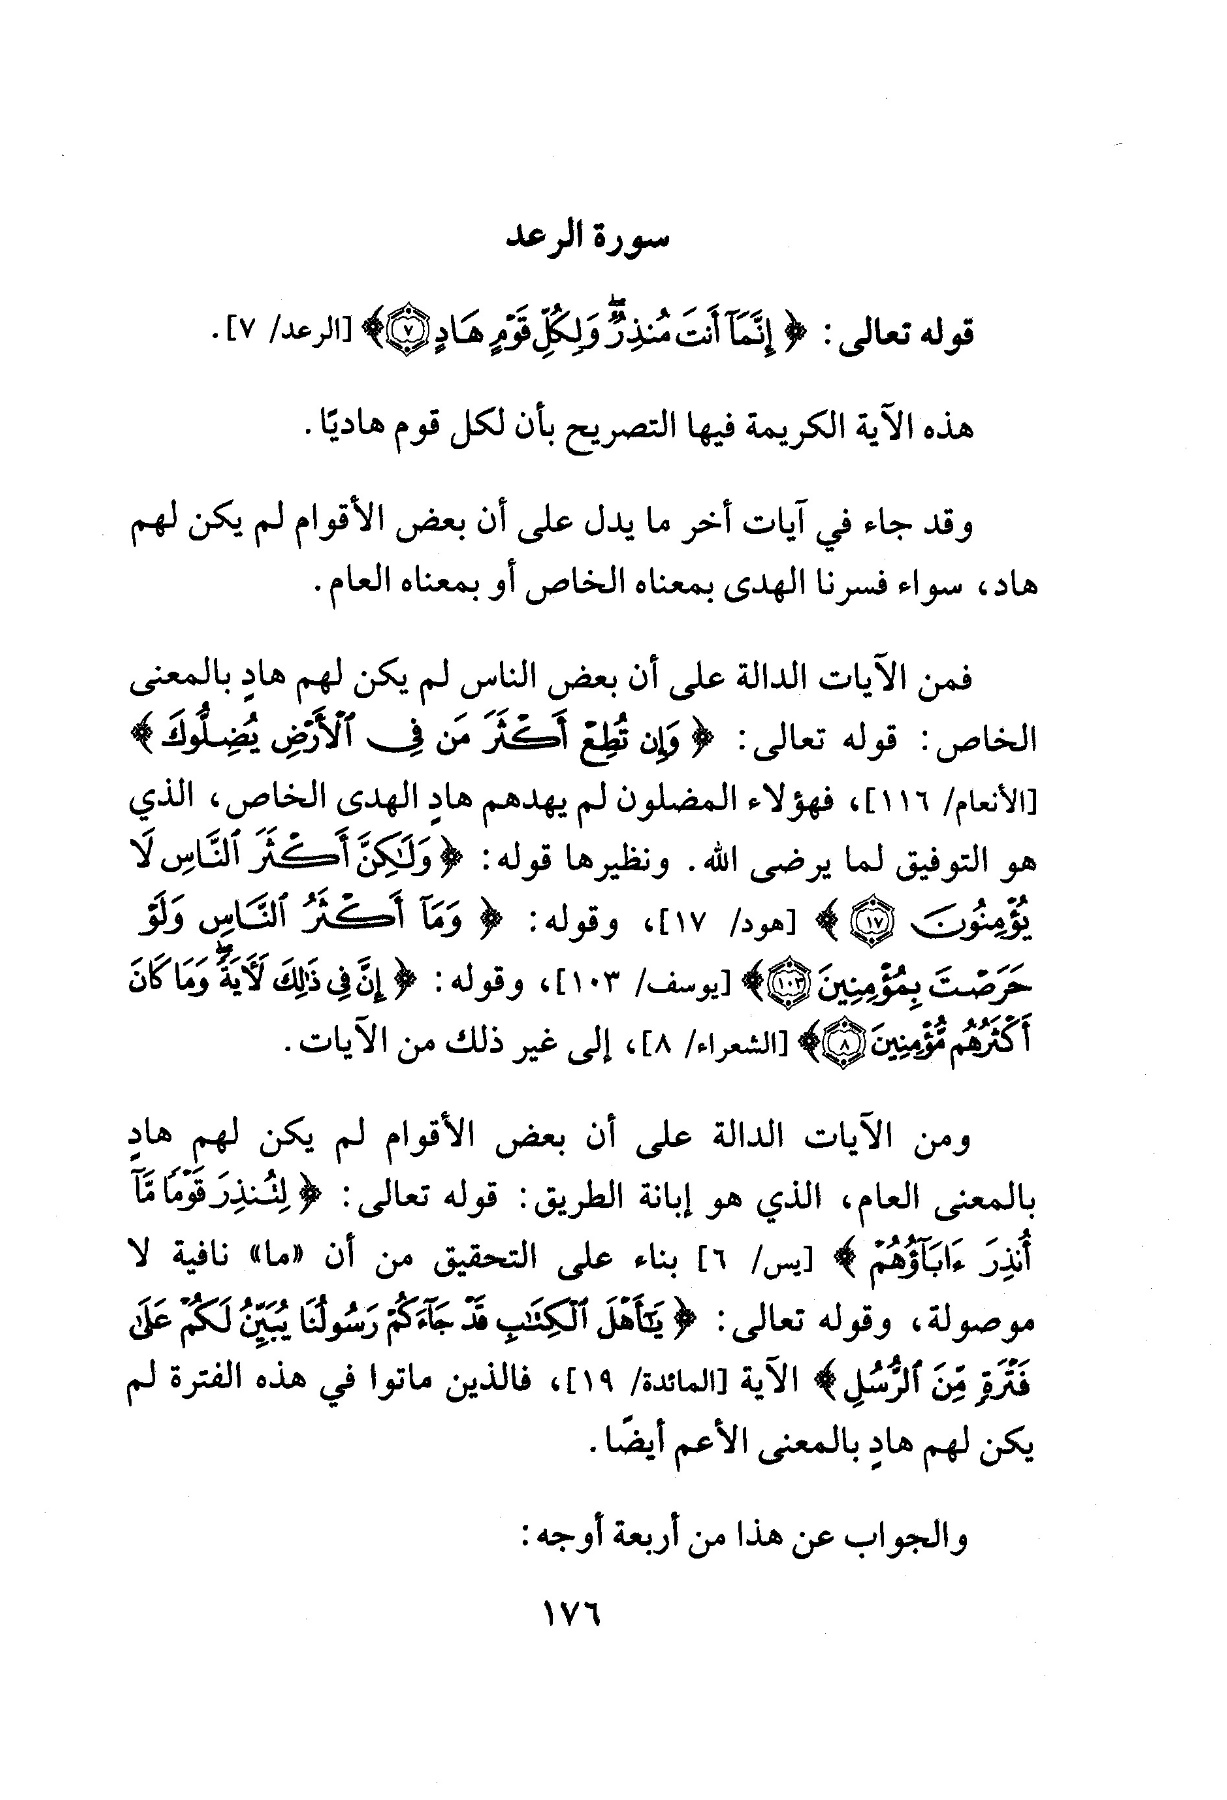 سورة الرعد
قوله تعالى: ﴿ إِنَّمَآ أَنتَ مُنذِرٌۖ وَلِكُلِّ قَوۡمٍ هَادٍ ۝٧ ﴾ [الرعد/ ٧].
هذه الآية الكريمة فيها التصريح بأن لكل قوم هاديًا.
وقد جاء في آيات أخر ما يدل على أن بعض الأقوام لم يكن لهم
هاد، سواء فسرنا الهدى بمعناه الخاص أو بمعناه العام.
فمن الآيات الدالة على أن بعض الناس لم يكن لهم هادٍ بالمعنى
الخاص: قوله تعالى: ﴿ وَإِن تُطِعۡ أَكۡثَرَ مَن فِي ٱلۡأَرۡضِ يُضِلُّوكَ ﴾
[الأنعام/ ١١٦]، فهؤلاء المضلون لم يهدهم هادٍ الهدى الخاص، الذي
هو التوفيق لما يرضى الله. ونظيرها قوله: ﴿ وَلَٰكِنَّ أَكۡثَرَ ٱلنَّاسِ لَا
يُؤۡمِنُونَ ۝١٧ ﴾ [هود/ ١٧]، وقوله: ﴿ وَمَآ أَكۡثَرُ ٱلنَّاسِ وَلَوۡ
حَرَصۡتَ بِمُؤۡمِنِينَ ۝١٠٣ ﴾ [يوسف/ ١٠٣]، وقوله: ﴿ إِنَّ فِي ذَٰلِكَ لَأٓيَةٗۖ وَمَا كَانَ
أَكۡثَرُهُم مُّؤۡمِنِينَ ۝٨ ﴾ [الشعراء/ ٨]، إلى غير ذلك من الآيات.
ومن الآيات الدالة على أن بعض الأقوام لم يكن لهم هادٍ
بالمعنى العام، الذي هو إبانة الطريق: قوله تعالى: ﴿ لِتُنذِرَ قَوۡمٗا مَّآ
أُنذِرَ ءَابَآؤُهُمۡ ﴾ [يس/ ٦] بناء على التحقيق من أن «ما» نافية لا
موصولة، وقوله تعالى: ﴿ يَٰٓأَهۡلَ ٱلۡكِتَٰبِ قَدۡ جَآءَكُمۡ رَسُولُنَا يُبَيِّنُ لَكُمۡ عَلَىٰ
فَتۡرَةٖ مِّنَ ٱلرُّسُلِ ﴾ الآية [المائدة/ ١٩]، فالذين ماتوا في هذه الفترة لم
يكن لهم هادٍ بالمعنى الأعم أيضًا.
والجواب عن هذا من أربعة أوجه:
١٧٦